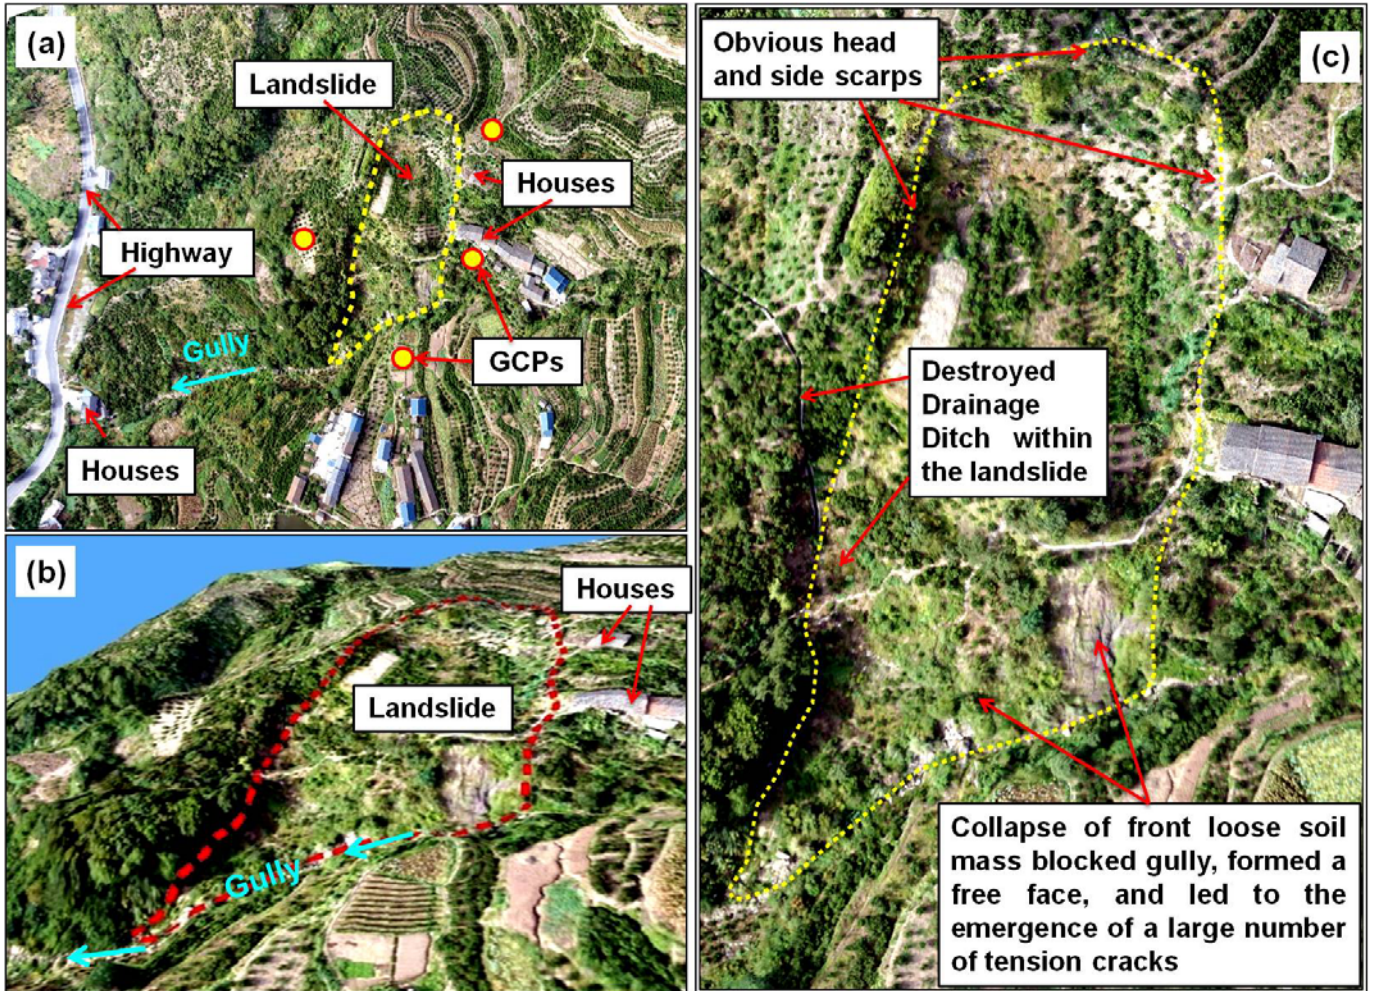 (a)
Landslide
Houses
Highway
Gully
GCPs
Houses
(b)
Houses
Landslide
Gully
(c)
Obvious head
and side scarps
Destroyed
Drainage
Ditch within
the landslide
Collapse of front loose soil
mass blocked gully, formed a
free face, and led to the
emergence of a large number
of tension cracks